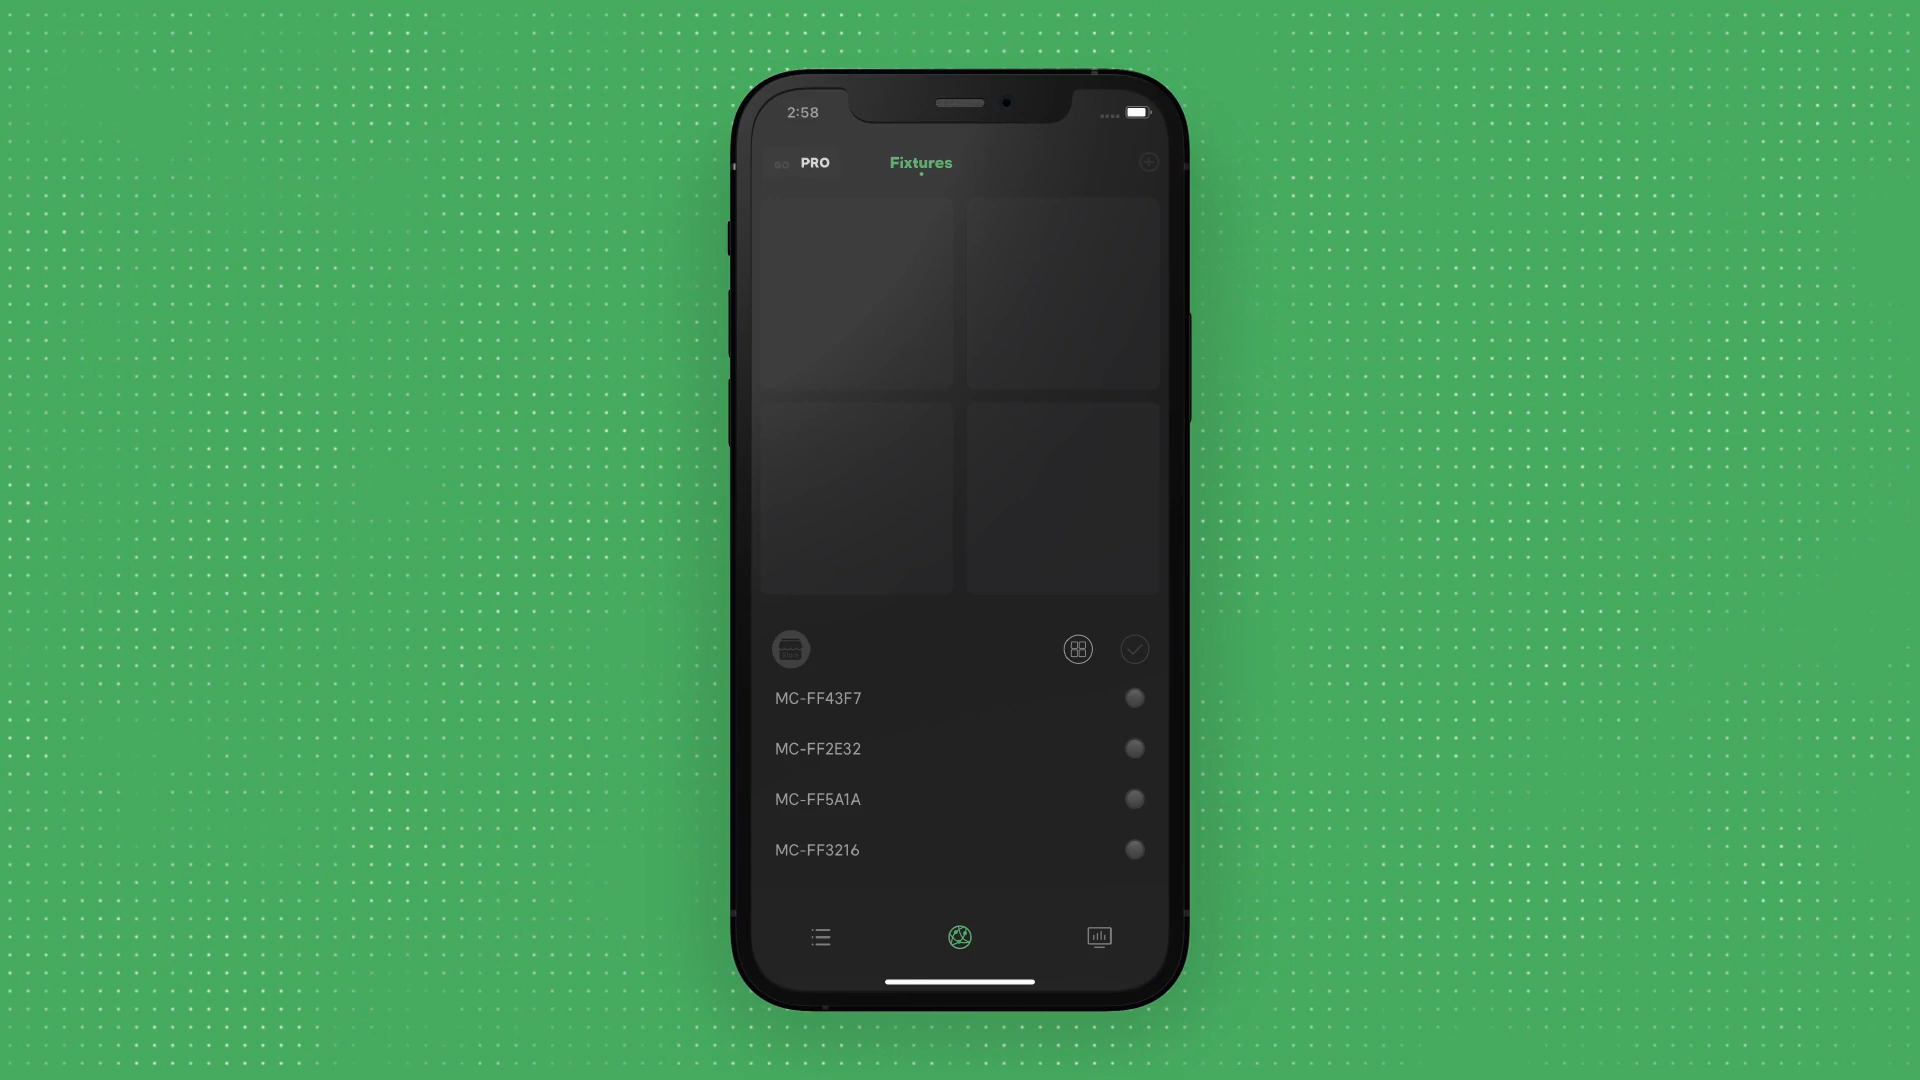 2:58
GO PRO Fixtures
MC-FF43F7
MC-FF2E32
MC-FF5A1A
MC-FF3216